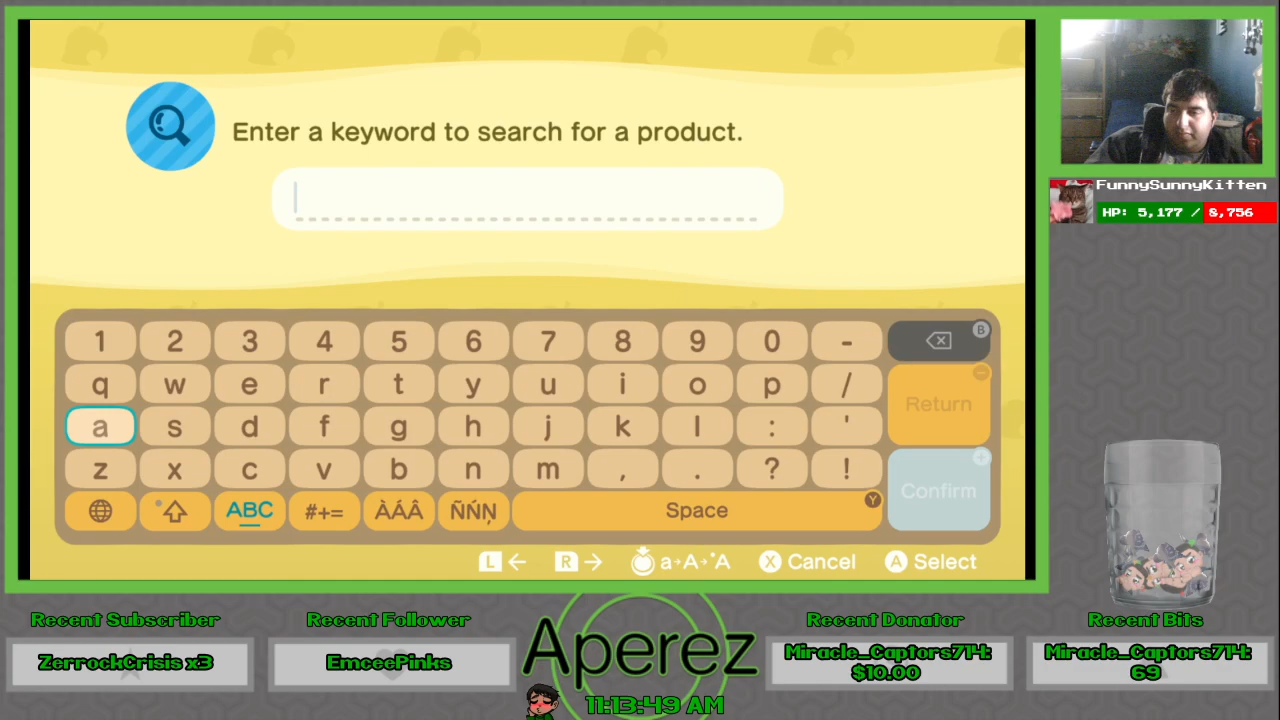 Enter a keyword to search for a product.
1 2 3 4 5 6 7 8 9 0 -
B
q w e r t y u i o p /
Return
a s d f g h j k l : '
z x c v b n m , . ? !
Confirm
ABC #+= ÀÁÂ ÑŃŅ Space Y
L ← R → a→A→•A X Cancel A Select
FunnySunnyKitten
HP: 5,177 / 8,756
Recent Subscriber
ZerrockCrisis x3
Recent Follower
EmceePinks
Aperez
11:13:49 AM
Recent Donator
Miracle_Captors714:
$10.00
Recent Bits
Miracle_Captors714:
69